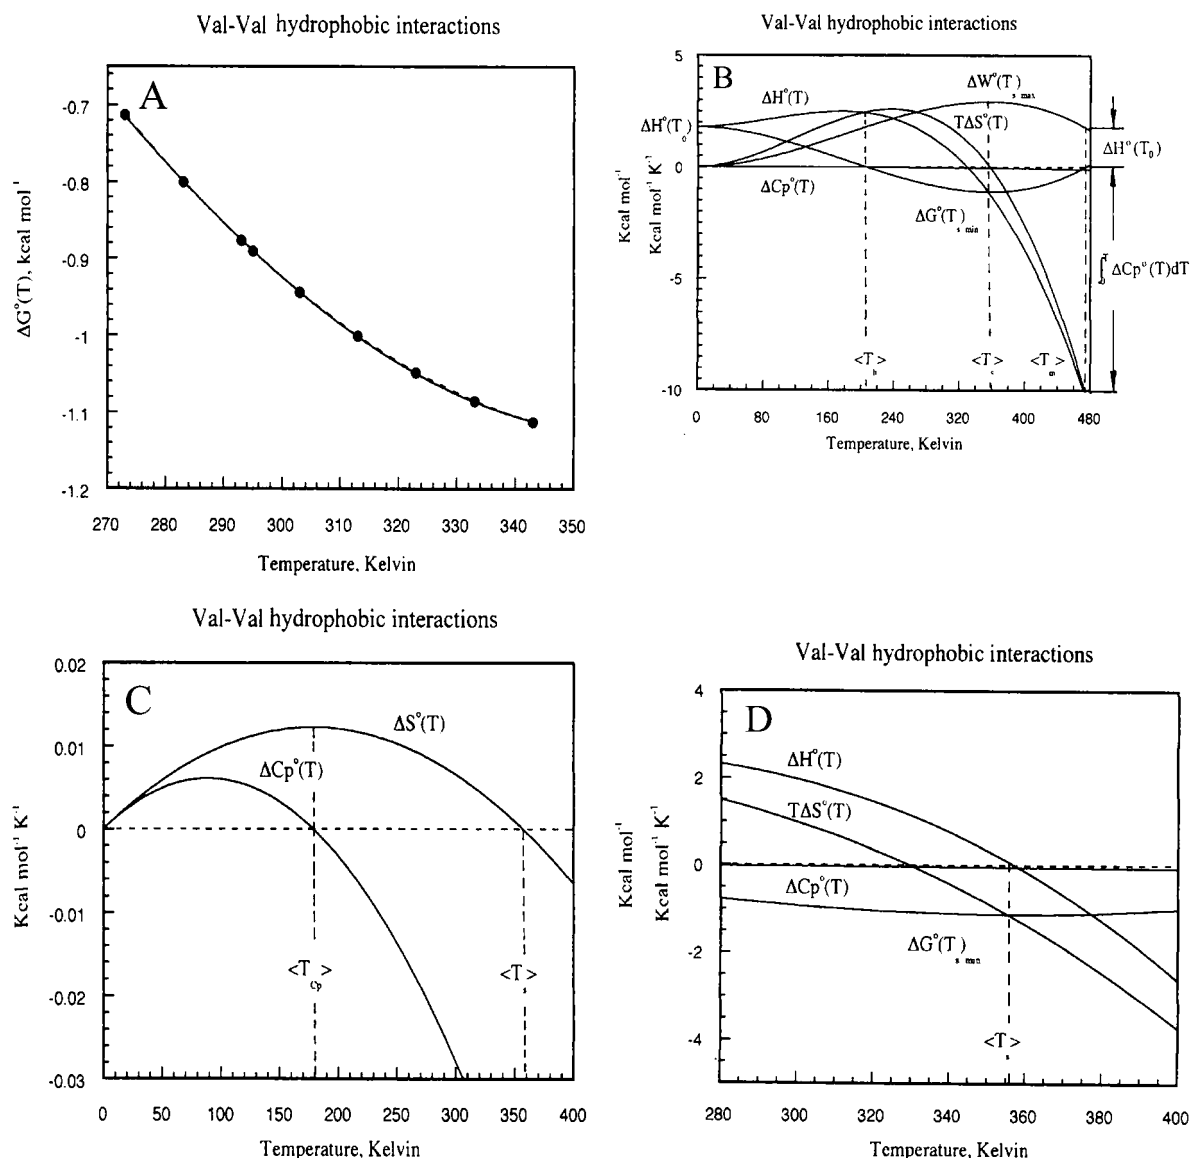 Val-Val hydrophobic interactions
A
-0.7
-0.8
-0.9
-1
-1.1
-1.2
ΔG°(T), kcal mol⁻¹
270 280 290 300 310 320 330 340 350
Temperature, Kelvin
Val-Val hydrophobic interactions
B
5
0
-5
-10
Kcal mol⁻¹
Kcal mol⁻¹ K⁻¹
ΔW°(T)s max
ΔH°(T)
TΔS°(T)
ΔH°(T₀)
ΔH°(T₀)
ΔCp°(T)
ΔG°(T)s min
∫₀ᵀ ΔCp°(T)dT
<T>h <T>s <T>m
0 80 160 240 320 400 480
Temperature, Kelvin
Val-Val hydrophobic interactions
C
0.02
0.01
0
-0.01
-0.02
-0.03
Kcal mol⁻¹ K⁻¹
ΔS°(T)
ΔCp°(T)
<T>Cp
<T>s
0 50 100 150 200 250 300 350 400
Temperature, Kelvin
Val-Val hydrophobic interactions
D
4
2
0
-2
-4
Kcal mol⁻¹
Kcal mol⁻¹ K⁻¹
ΔH°(T)
TΔS°(T)
ΔCp°(T)
ΔG°(T)s min
<T>s
280 300 320 340 360 380 400
Temperature, Kelvin